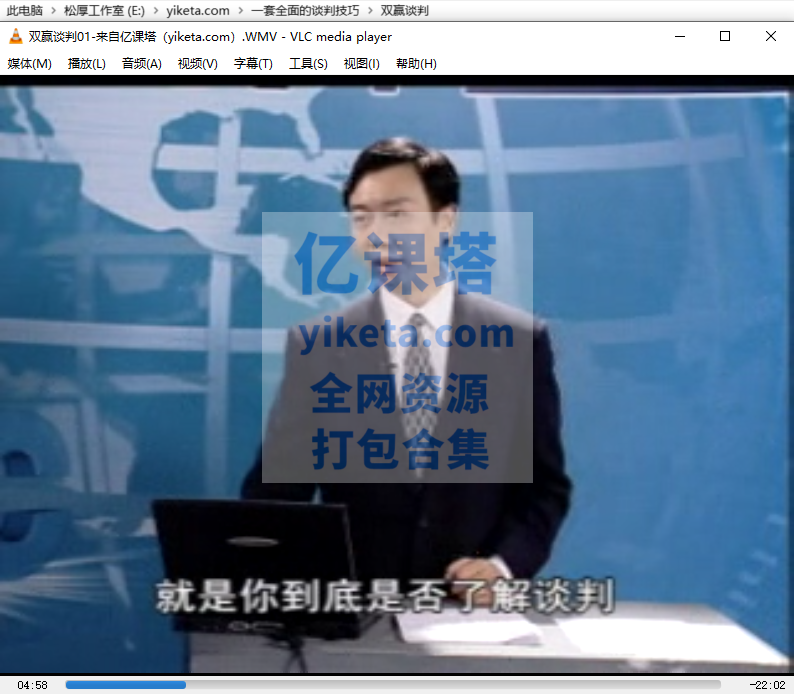 此电脑 > 松厚工作室 (E:) > yiketa.com > 一套全面的谈判技巧 > 双赢谈判
双赢谈判01-来自亿课塔（yiketa.com）.WMV - VLC media player
媒体(M) 播放(L) 音频(A) 视频(V) 字幕(T) 工具(S) 视图(I) 帮助(H)
亿课塔
yiketa.com
全网资源
打包合集
就是你到底是否了解谈判
04:58 -22:02